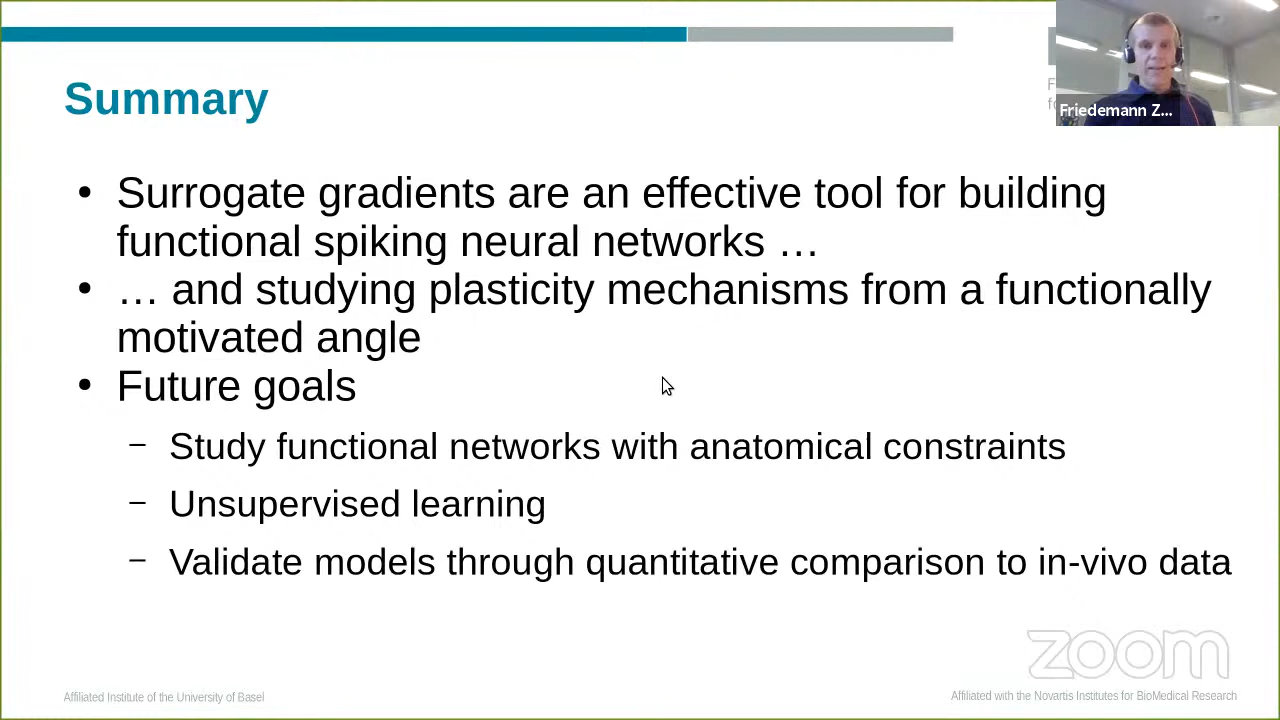 Summary
F
f
Friedemann Z...
• Surrogate gradients are an effective tool for building
functional spiking neural networks …
• … and studying plasticity mechanisms from a functionally
motivated angle
• Future goals
– Study functional networks with anatomical constraints
– Unsupervised learning
– Validate models through quantitative comparison to in-vivo data
zoom
Affiliated Institute of the University of Basel
Affiliated with the Novartis Institutes for BioMedical Research